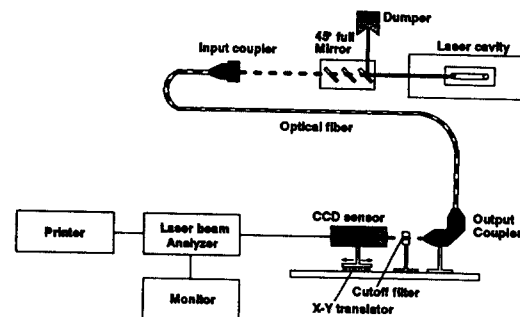 Dumper
45° full
Mirror
Input coupler
Laser cavity
Optical fiber
CCD sensor
Output
Coupler
Printer
Laser beam
Analyzer
Monitor
Cutoff filter
X-Y translator